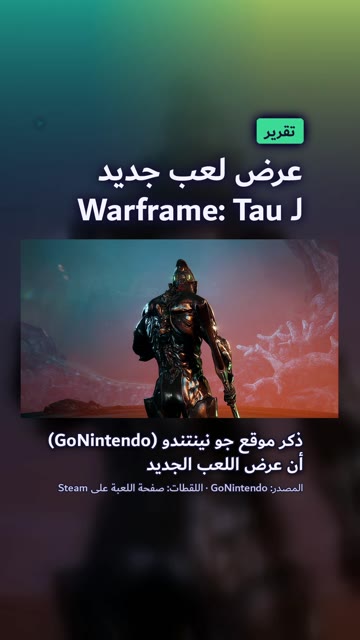 تقرير
عرض لعب جديد
لـ Warframe: Tau
ذكر موقع جو نينتندو (GoNintendo)
أن عرض اللعب الجديد
المصدر: GoNintendo · اللقطات: صفحة اللعبة على Steam